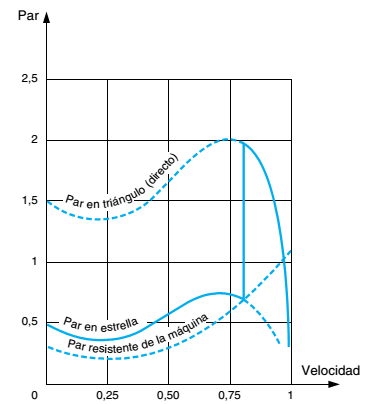 Par
2,5
2
1,5
1
0,5
Par en triángulo (directo)
Par en estrella
Par resistente de la máquina
Velocidad
0
0,25
0,50
0,75
1